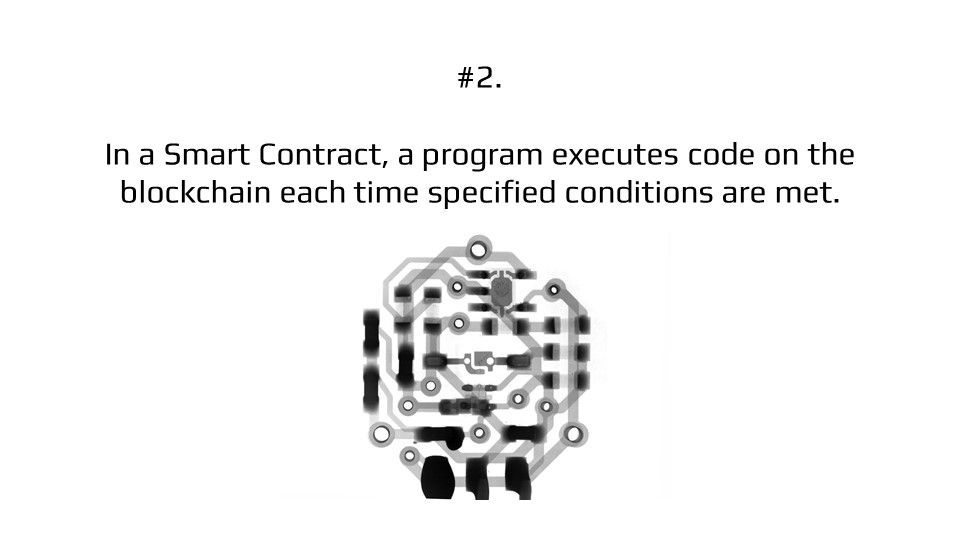 #2.
In a Smart Contract, a program executes code on the
blockchain each time specified conditions are met.